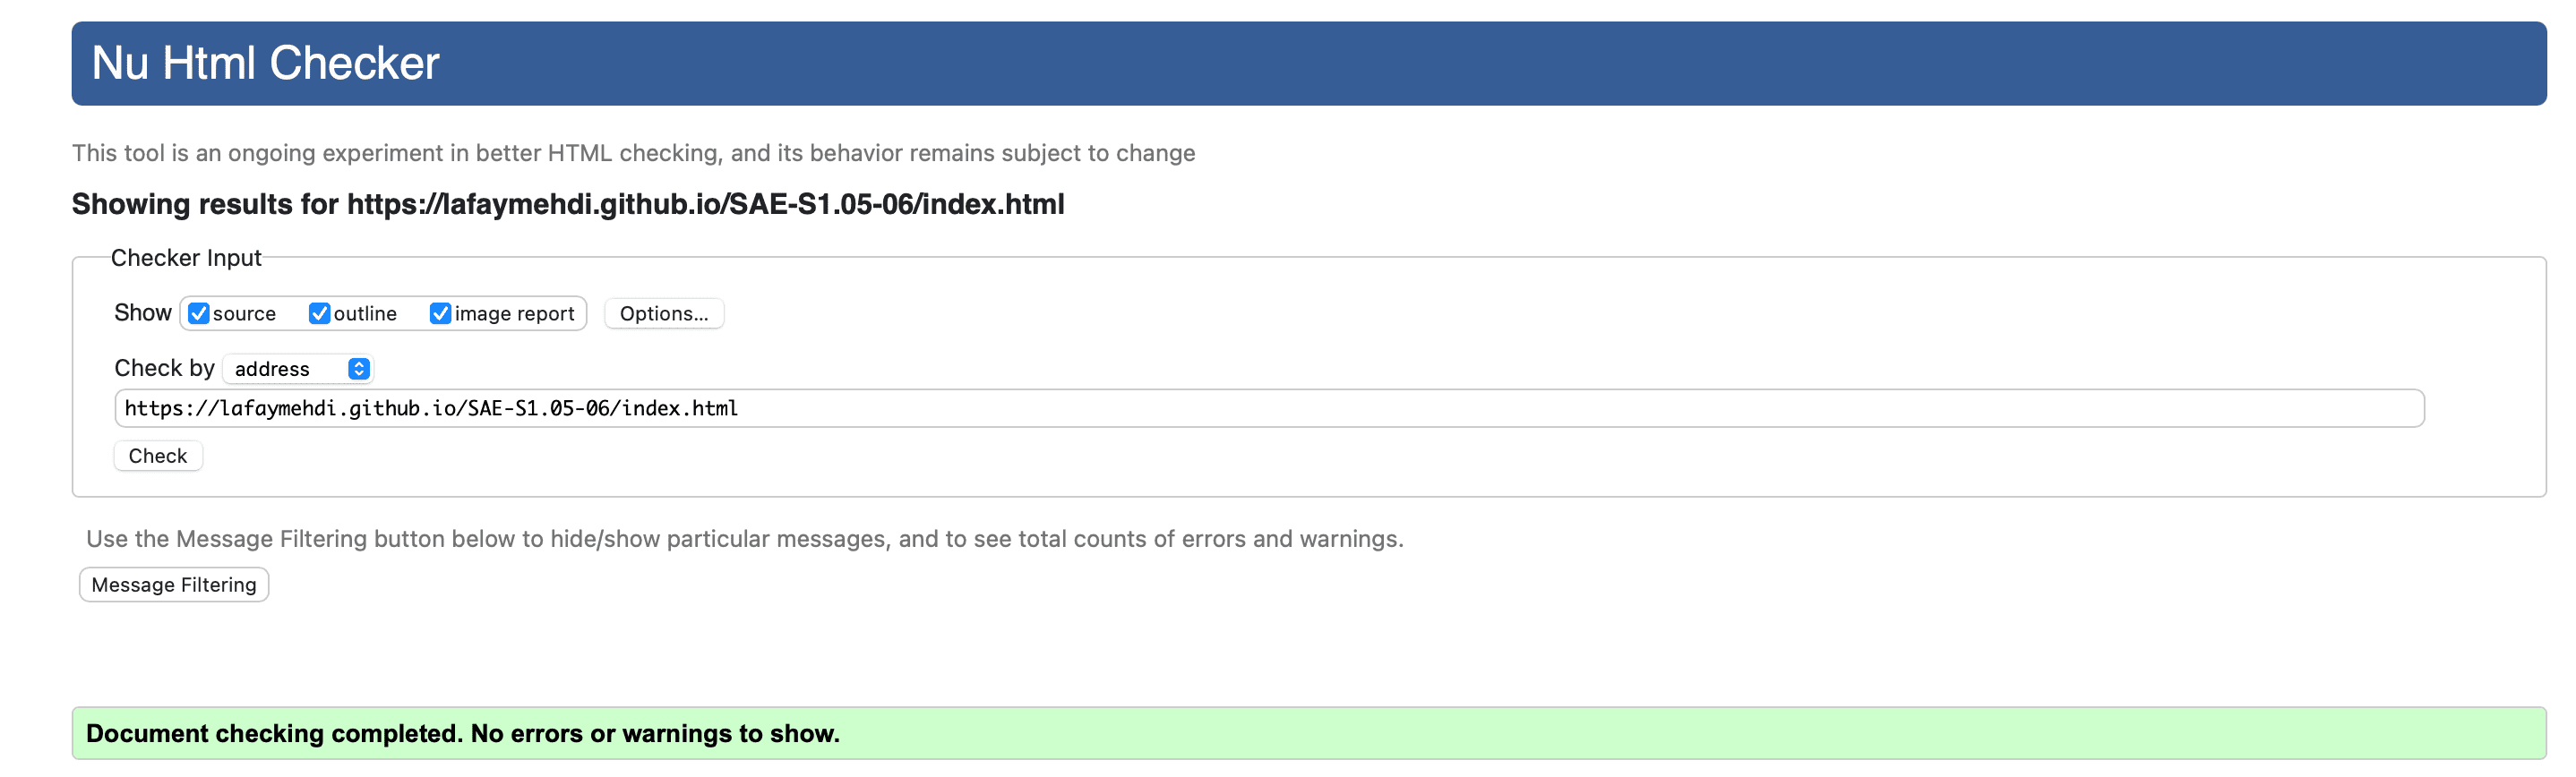 Nu Html Checker
This tool is an ongoing experiment in better HTML checking, and its behavior remains subject to change
Showing results for https://lafaymehdi.github.io/SAE-S1.05-06/index.html
Checker Input
Show source outline image report Options...
Check by address
https://lafaymehdi.github.io/SAE-S1.05-06/index.html
Check
Use the Message Filtering button below to hide/show particular messages, and to see total counts of errors and warnings.
Message Filtering
Document checking completed. No errors or warnings to show.